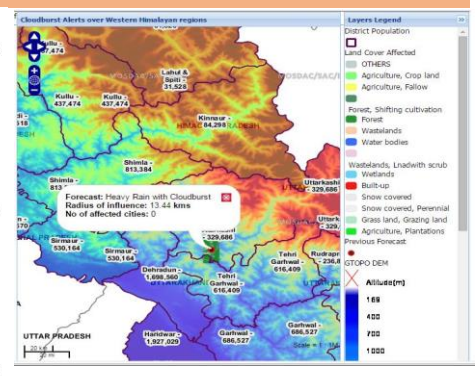 Cloudburst Alerts over Western Himalayan regions
Kullu -
437,474
Kullu -
437,474
Kullu -
437,474
Lahul &
Spiti -
31,528
Kinnaur -
84,298
Shimla -
813,384
Shimla -
Uttarkashi
Forecast: Heavy Rain with Cloudburst
Radius of influence: 13.44 kms
No of affected cities: 0
- 329,686
Sirmaur -
530,164
Sirmaur -
530,164
Dehradun -
1,698,560
Tehri
Garhwal -
616,409
Tehri
Garhwal -
616,409
Haridwar -
1,927,029
Garhwal -
686,527
Garhwal -
686,527
UTTAR PRADESH
20 km
Layers Legend
District Population
Land Cover Affected
OTHERS
Agriculture, Crop land
Agriculture, Fallow
Forest, Shifting cultivation
Forest
Wastelands
Water bodies
Wastelands, Lnadwith scrub
Wetlands
Built-up
Snow covered
Snow covered, Perennial
Grass land, Grazing land
Agriculture, Plantations
Previous Forecast
GTOPO DEM
Altitude[m]
169
400
700
1000